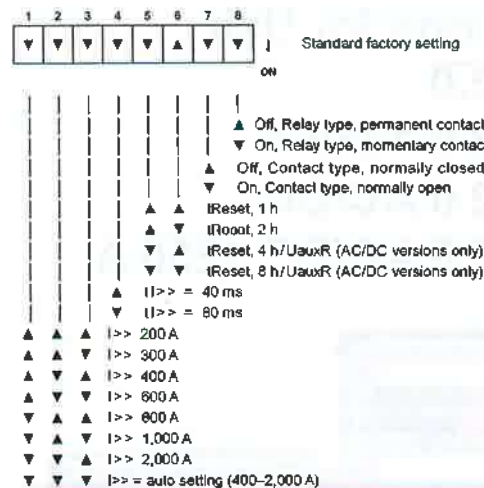 1 2 3 4 5 6 7 8
▼ ▼ ▼ ▼ ▼ ▲ ▼ ▼ ↓ Standard factory setting
ON
▲ Off, Relay type, permanent contact
▼ On, Relay type, momentary contac
▲ Off, Contact type, normally closed
▼ On, Contact type, normally open
▲ ▲ tReset, 1 h
▲ ▼ tReset, 2 h
▼ ▲ tReset, 4 h/UauxR (AC/DC versions only)
▼ ▼ tReset, 8 h/UauxR (AC/DC versions only)
▲ tI>> = 40 ms
▼ tI>> = 80 ms
▲ ▲ ▲ I>> 200 A
▲ ▲ ▼ I>> 300 A
▲ ▼ ▲ I>> 400 A
▲ ▼ ▼ I>> 600 A
▼ ▲ ▲ I>> 800 A
▼ ▲ ▼ I>> 1,000 A
▼ ▼ ▲ I>> 2,000 A
▼ ▼ ▼ I>> = auto setting (400–2,000 A)